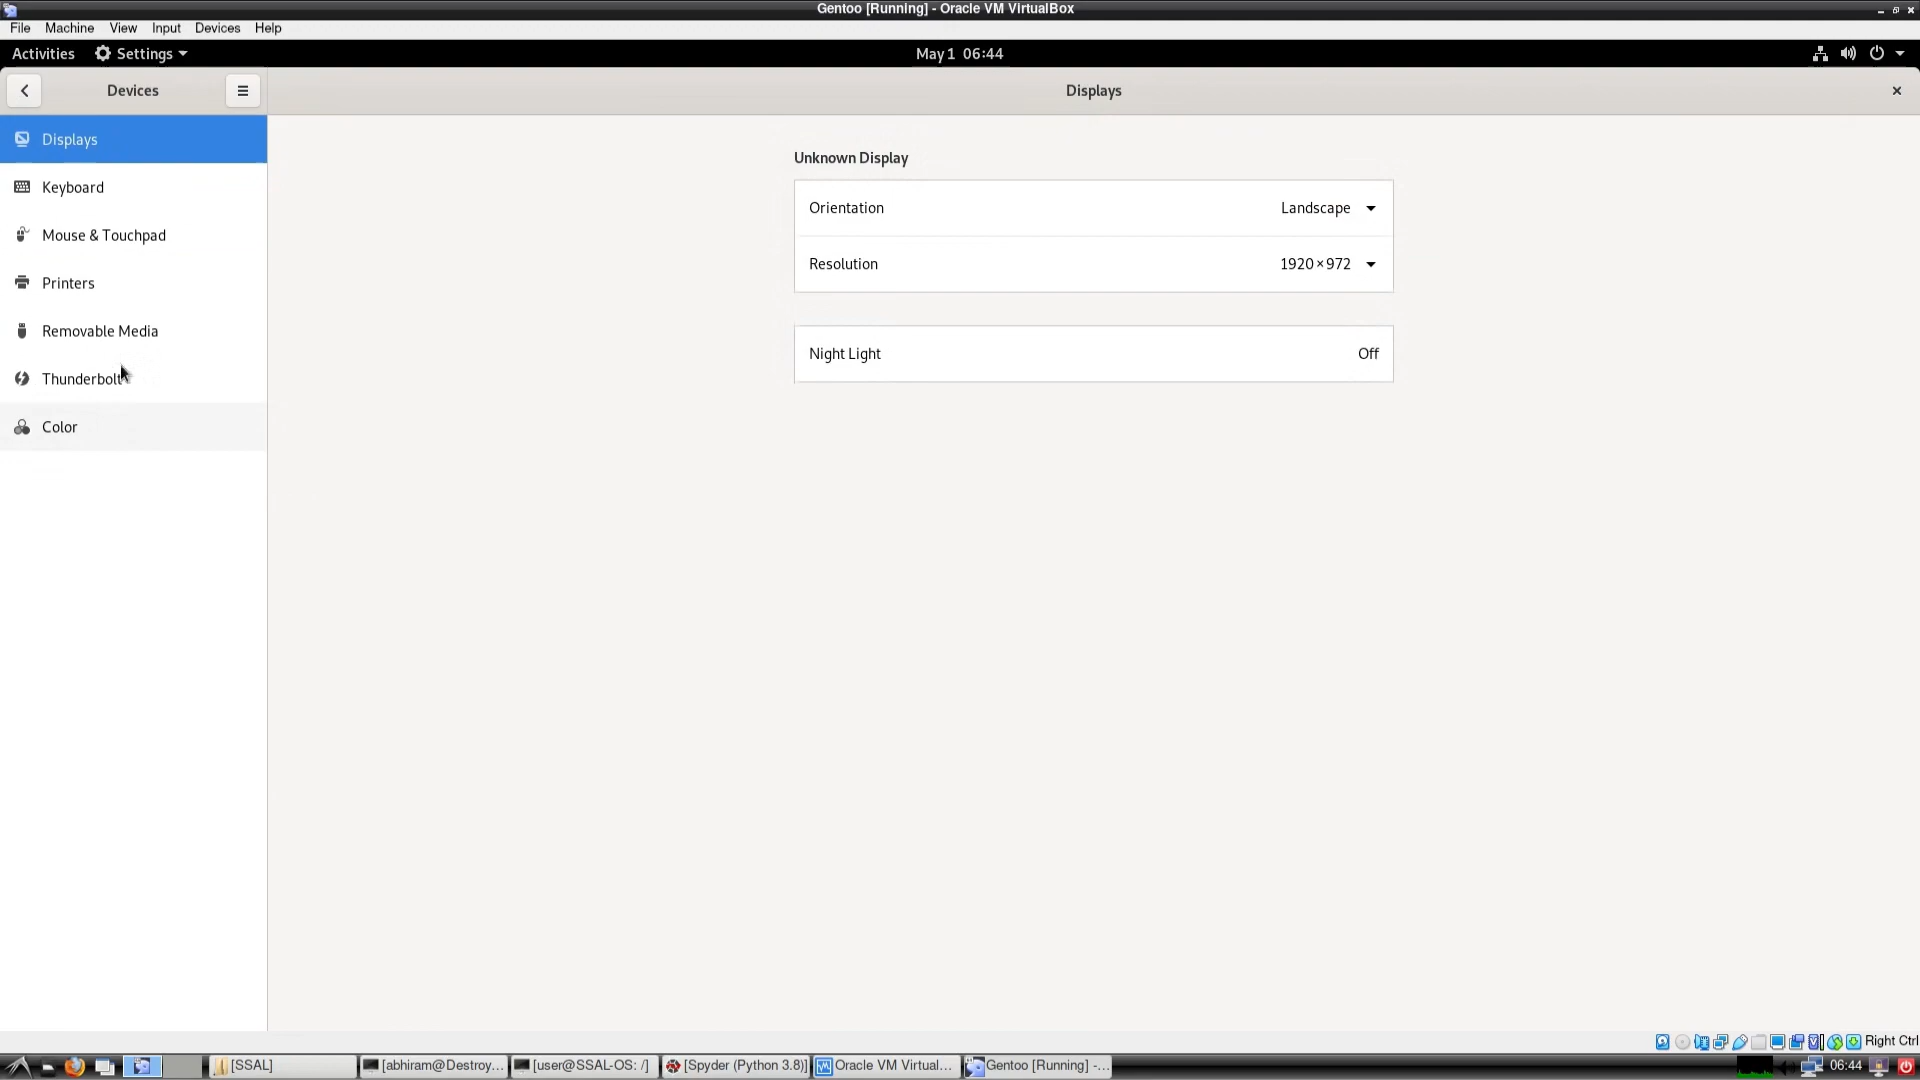 Gentoo [Running] - Oracle VM VirtualBox
File Machine View Input Devices Help
Activities Settings May 1 06:44
Devices Displays
Displays
Keyboard
Mouse & Touchpad
Printers
Removable Media
Thunderbolt
Color
Unknown Display
Orientation Landscape
Resolution 1920×972
Night Light Off
Right Ctrl
[SSAL] [abhiram@Destroy... [user@SSAL-OS: /] [Spyder (Python 3.8)] Oracle VM Virtual... Gentoo [Running] -... 06:44